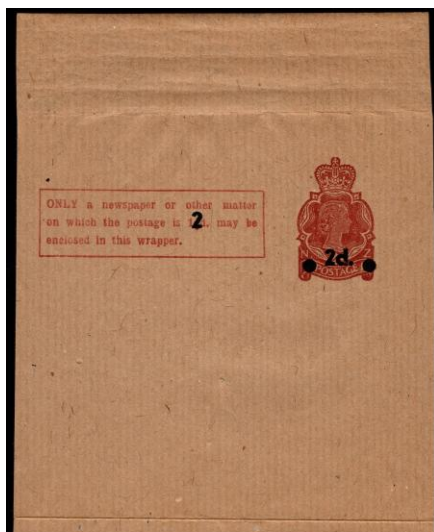 ONLY a newspaper or other matter
on which the postage is 2 d. may be
enclosed in this wrapper.
N Z
POSTAGE
2d.